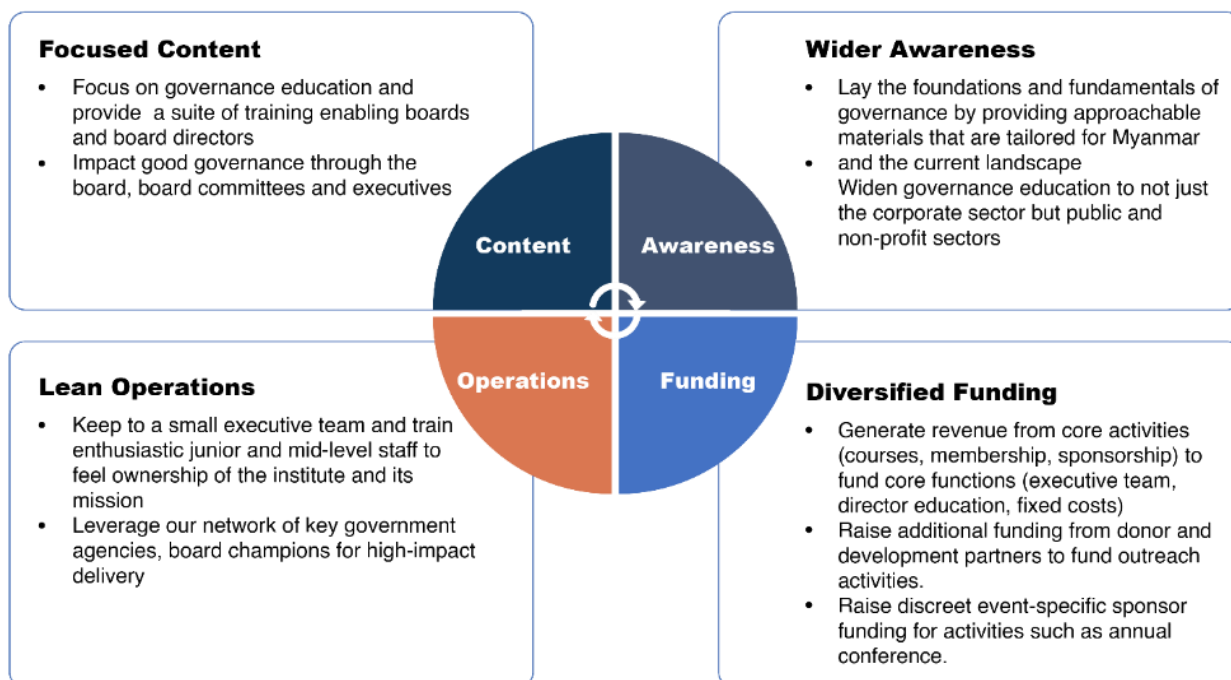 Focused Content
• Focus on governance education and
provide a suite of training enabling boards
and board directors
• Impact good governance through the
board, board committees and executives
Wider Awareness
• Lay the foundations and fundamentals of
governance by providing approachable
materials that are tailored for Myanmar
• and the current landscape
Widen governance education to not just
the corporate sector but public and
non-profit sectors
Content
Awareness
Operations
Funding
Lean Operations
• Keep to a small executive team and train
enthusiastic junior and mid-level staff to
feel ownership of the institute and its
mission
• Leverage our network of key government
agencies, board champions for high-impact
delivery
Diversified Funding
• Generate revenue from core activities
(courses, membership, sponsorship) to
fund core functions (executive team,
director education, fixed costs)
• Raise additional funding from donor and
development partners to fund outreach
activities.
• Raise discreet event-specific sponsor
funding for activities such as annual
conference.